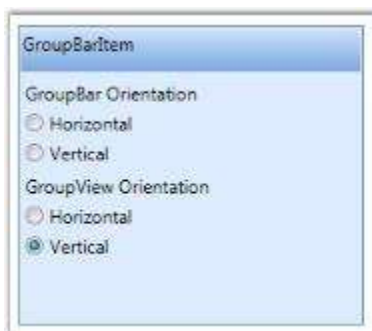 GroupBarItem
GroupBar Orientation
Horizontal
Vertical
GroupView Orientation
Horizontal
Vertical